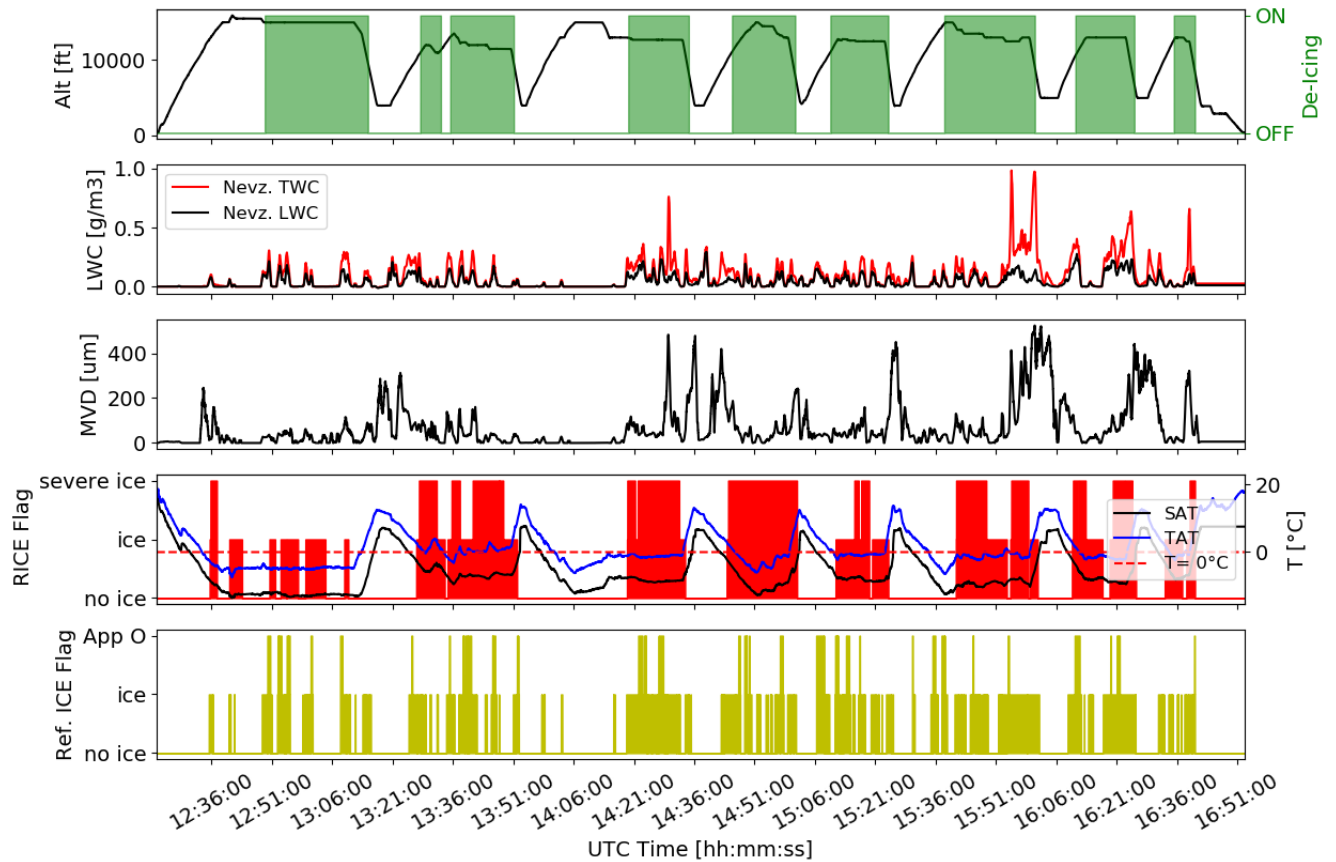 ON
10000
0
OFF
Alt [ft]
De-Icing
1.0
0.5
0.0
LWC [g/m3]
Nevz. TWC
Nevz. LWC
400
200
0
MVD [um]
severe ice
ice
no ice
RICE Flag
20
0
T [°C]
SAT
TAT
T= 0°C
App O
ice
no ice
Ref. ICE Flag
12:36:00
12:51:00
13:06:00
13:21:00
13:36:00
13:51:00
14:06:00
14:21:00
14:36:00
14:51:00
15:06:00
15:21:00
15:36:00
15:51:00
16:06:00
16:21:00
16:36:00
16:51:00
UTC Time [hh:mm:ss]